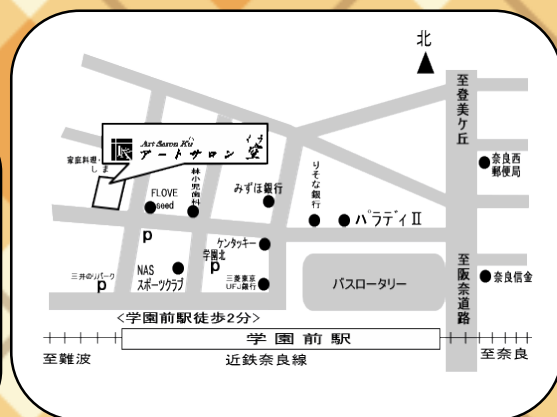 北
至登美ケ丘
Art Saron Kū
アートサロン 空
くう
家庭料理・
しま
林小児歯科
FLOVE
seed
みずほ銀行
りそな銀行
パラディⅡ
奈良西
郵便局
P
ケンタッキー
学園北
P
NAS
スポーツクラブ
三井のリパーク
P
三菱東京
UFJ銀行
バスロータリー
至阪奈道路
奈良信金
<学園前駅徒歩2分>
学園前駅
至難波
近鉄奈良線
至奈良